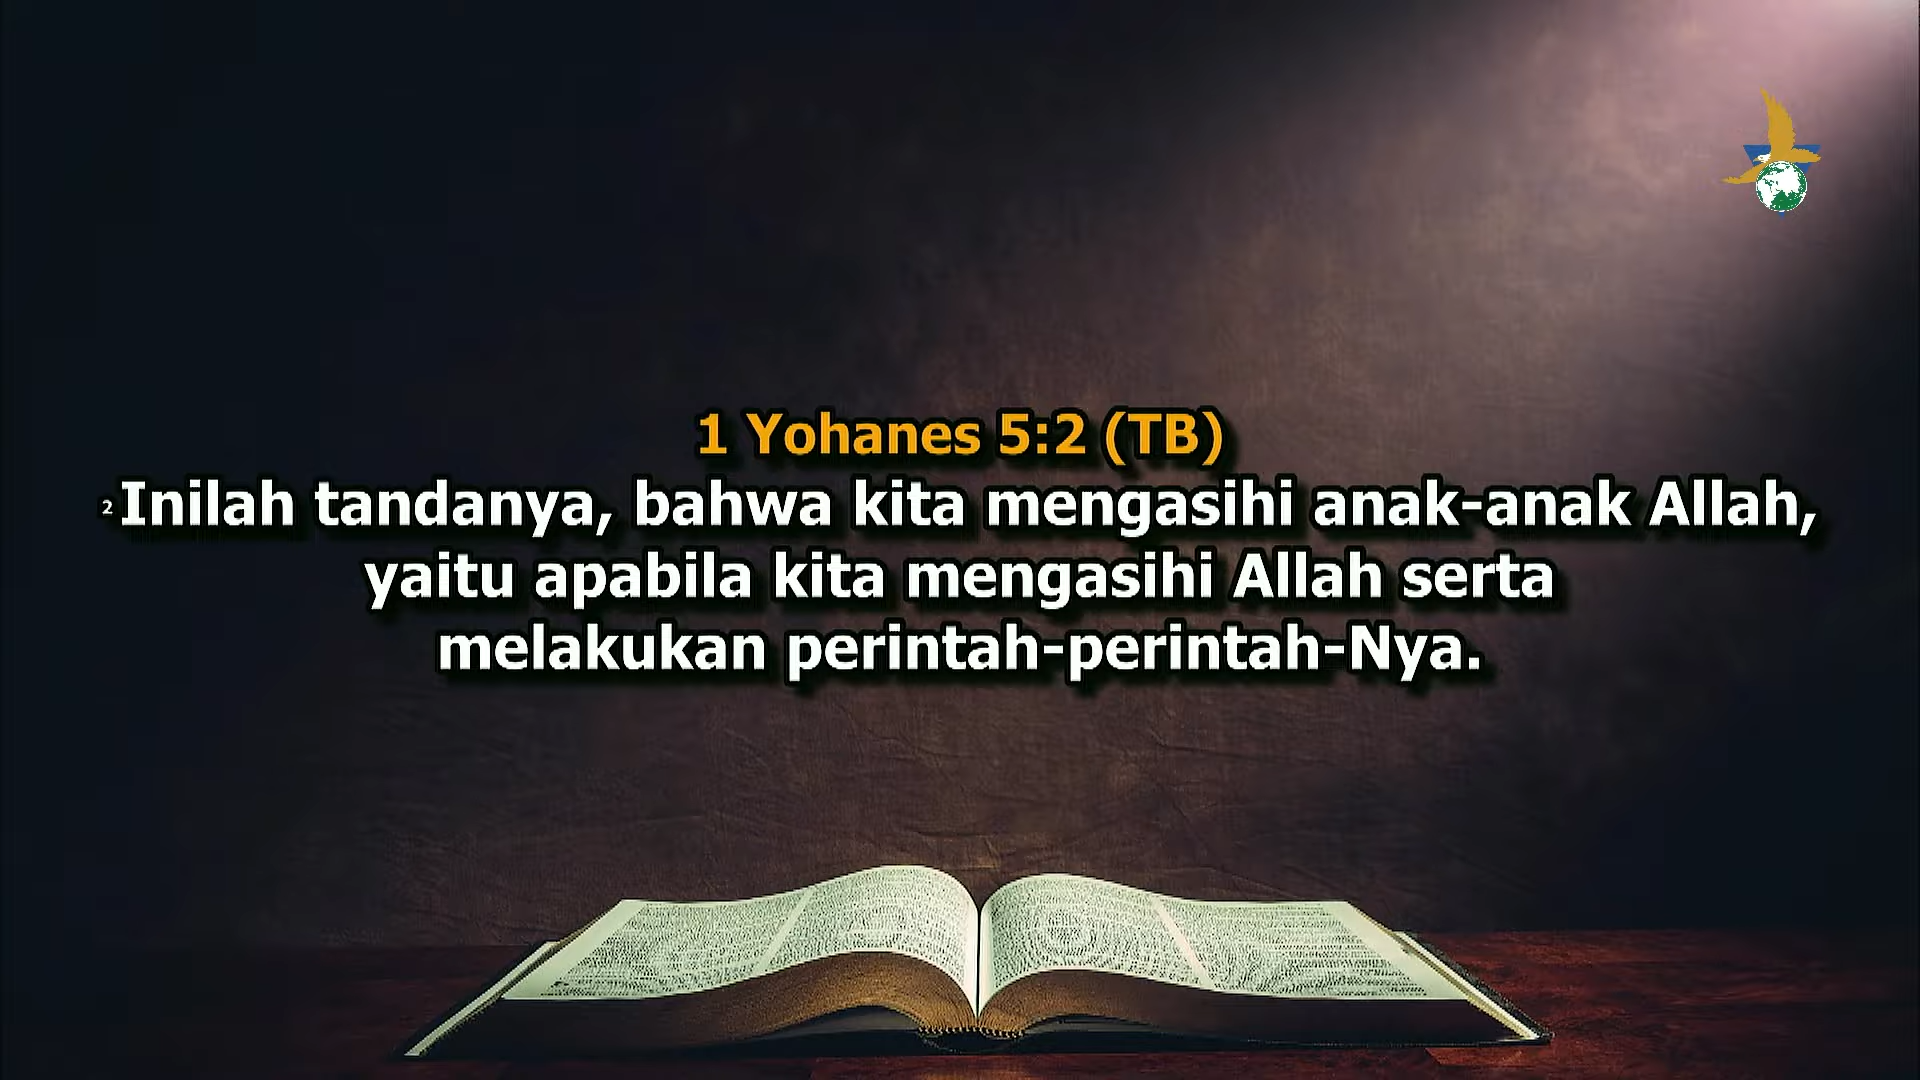 1 Yohanes 5:2 (TB)
2 Inilah tandanya, bahwa kita mengasihi anak-anak Allah,
yaitu apabila kita mengasihi Allah serta
melakukan perintah-perintah-Nya.